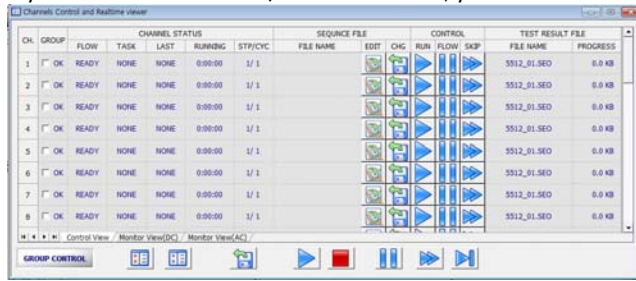 Channels Control and Realtime viewer
CH. GROUP CHANNEL STATUS SEQUNCE FILE CONTROL TEST RESULT FILE
FLOW TASK LAST RUNNING STP/CYC FILE NAME EDIT CHG RUN FLOW SKIP FILE NAME PROGRESS
1 OK READY NONE NONE 0:00:00 1/ 1 5512_01.SEO 0.0 KB
2 OK READY NONE NONE 0:00:00 1/ 1 5512_01.SEO 0.0 KB
3 OK READY NONE NONE 0:00:00 1/ 1 5512_01.SEO 0.0 KB
4 OK READY NONE NONE 0:00:00 1/ 1 5512_01.SEO 0.0 KB
5 OK READY NONE NONE 0:00:00 1/ 1 5512_01.SEO 0.0 KB
6 OK READY NONE NONE 0:00:00 1/ 1 5512_01.SEO 0.0 KB
7 OK READY NONE NONE 0:00:00 1/ 1 5512_01.SEO 0.0 KB
8 OK READY NONE NONE 0:00:00 1/ 1 5512_01.SEO 0.0 KB
Control View / Monitor View(DC) / Monitor View(AC) /
GROUP CONTROL